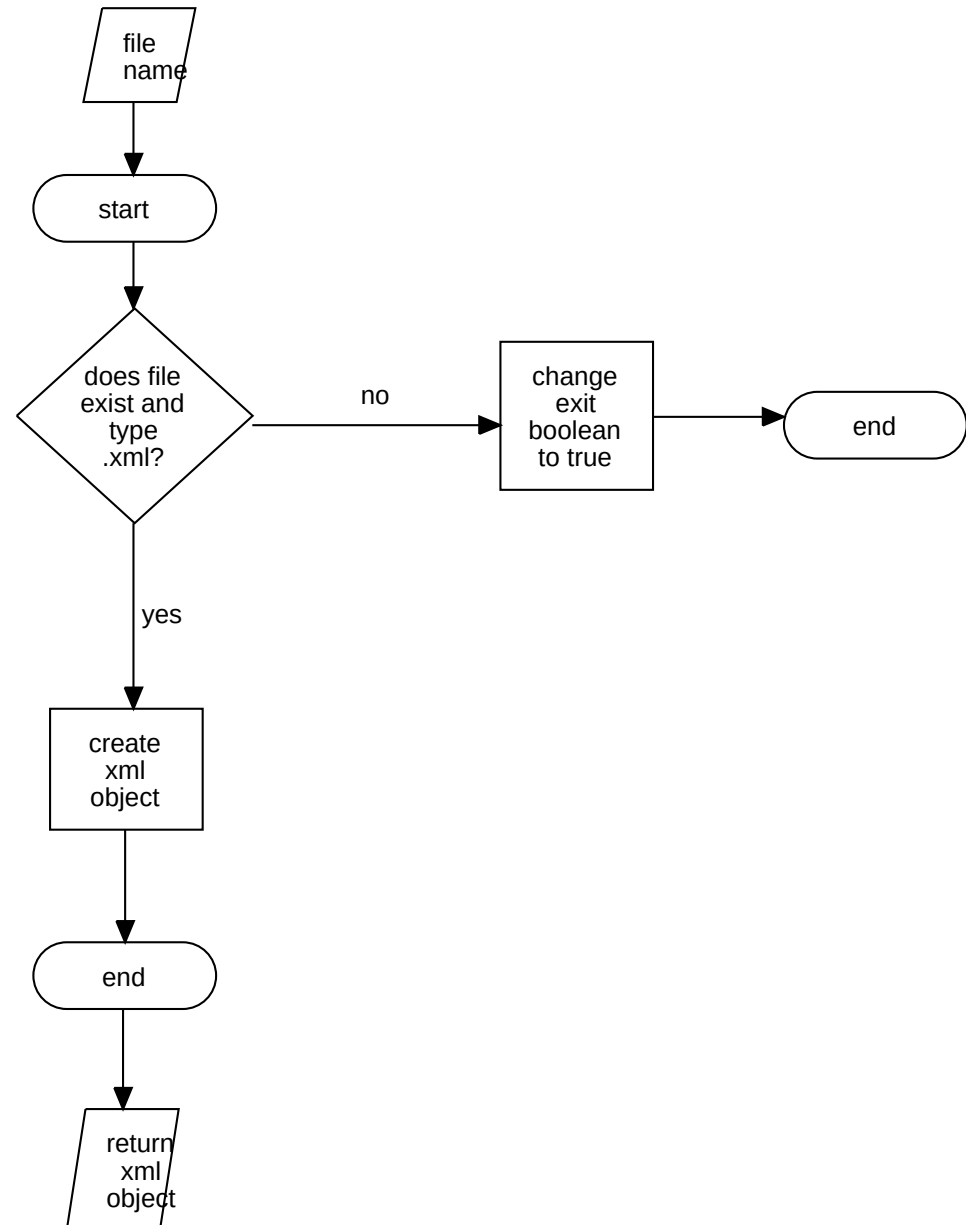 file
name
start
does file
exist and
type
.xml?
no
change
exit
boolean
to true
end
yes
create
xml
object
end
return
xml
object